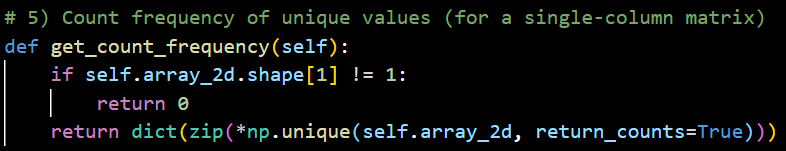 # 5) Count frequency of unique values (for a single-column matrix)
def get_count_frequency(self):
    if self.array_2d.shape[1] != 1:
        return 0
    return dict(zip(*np.unique(self.array_2d, return_counts=True)))